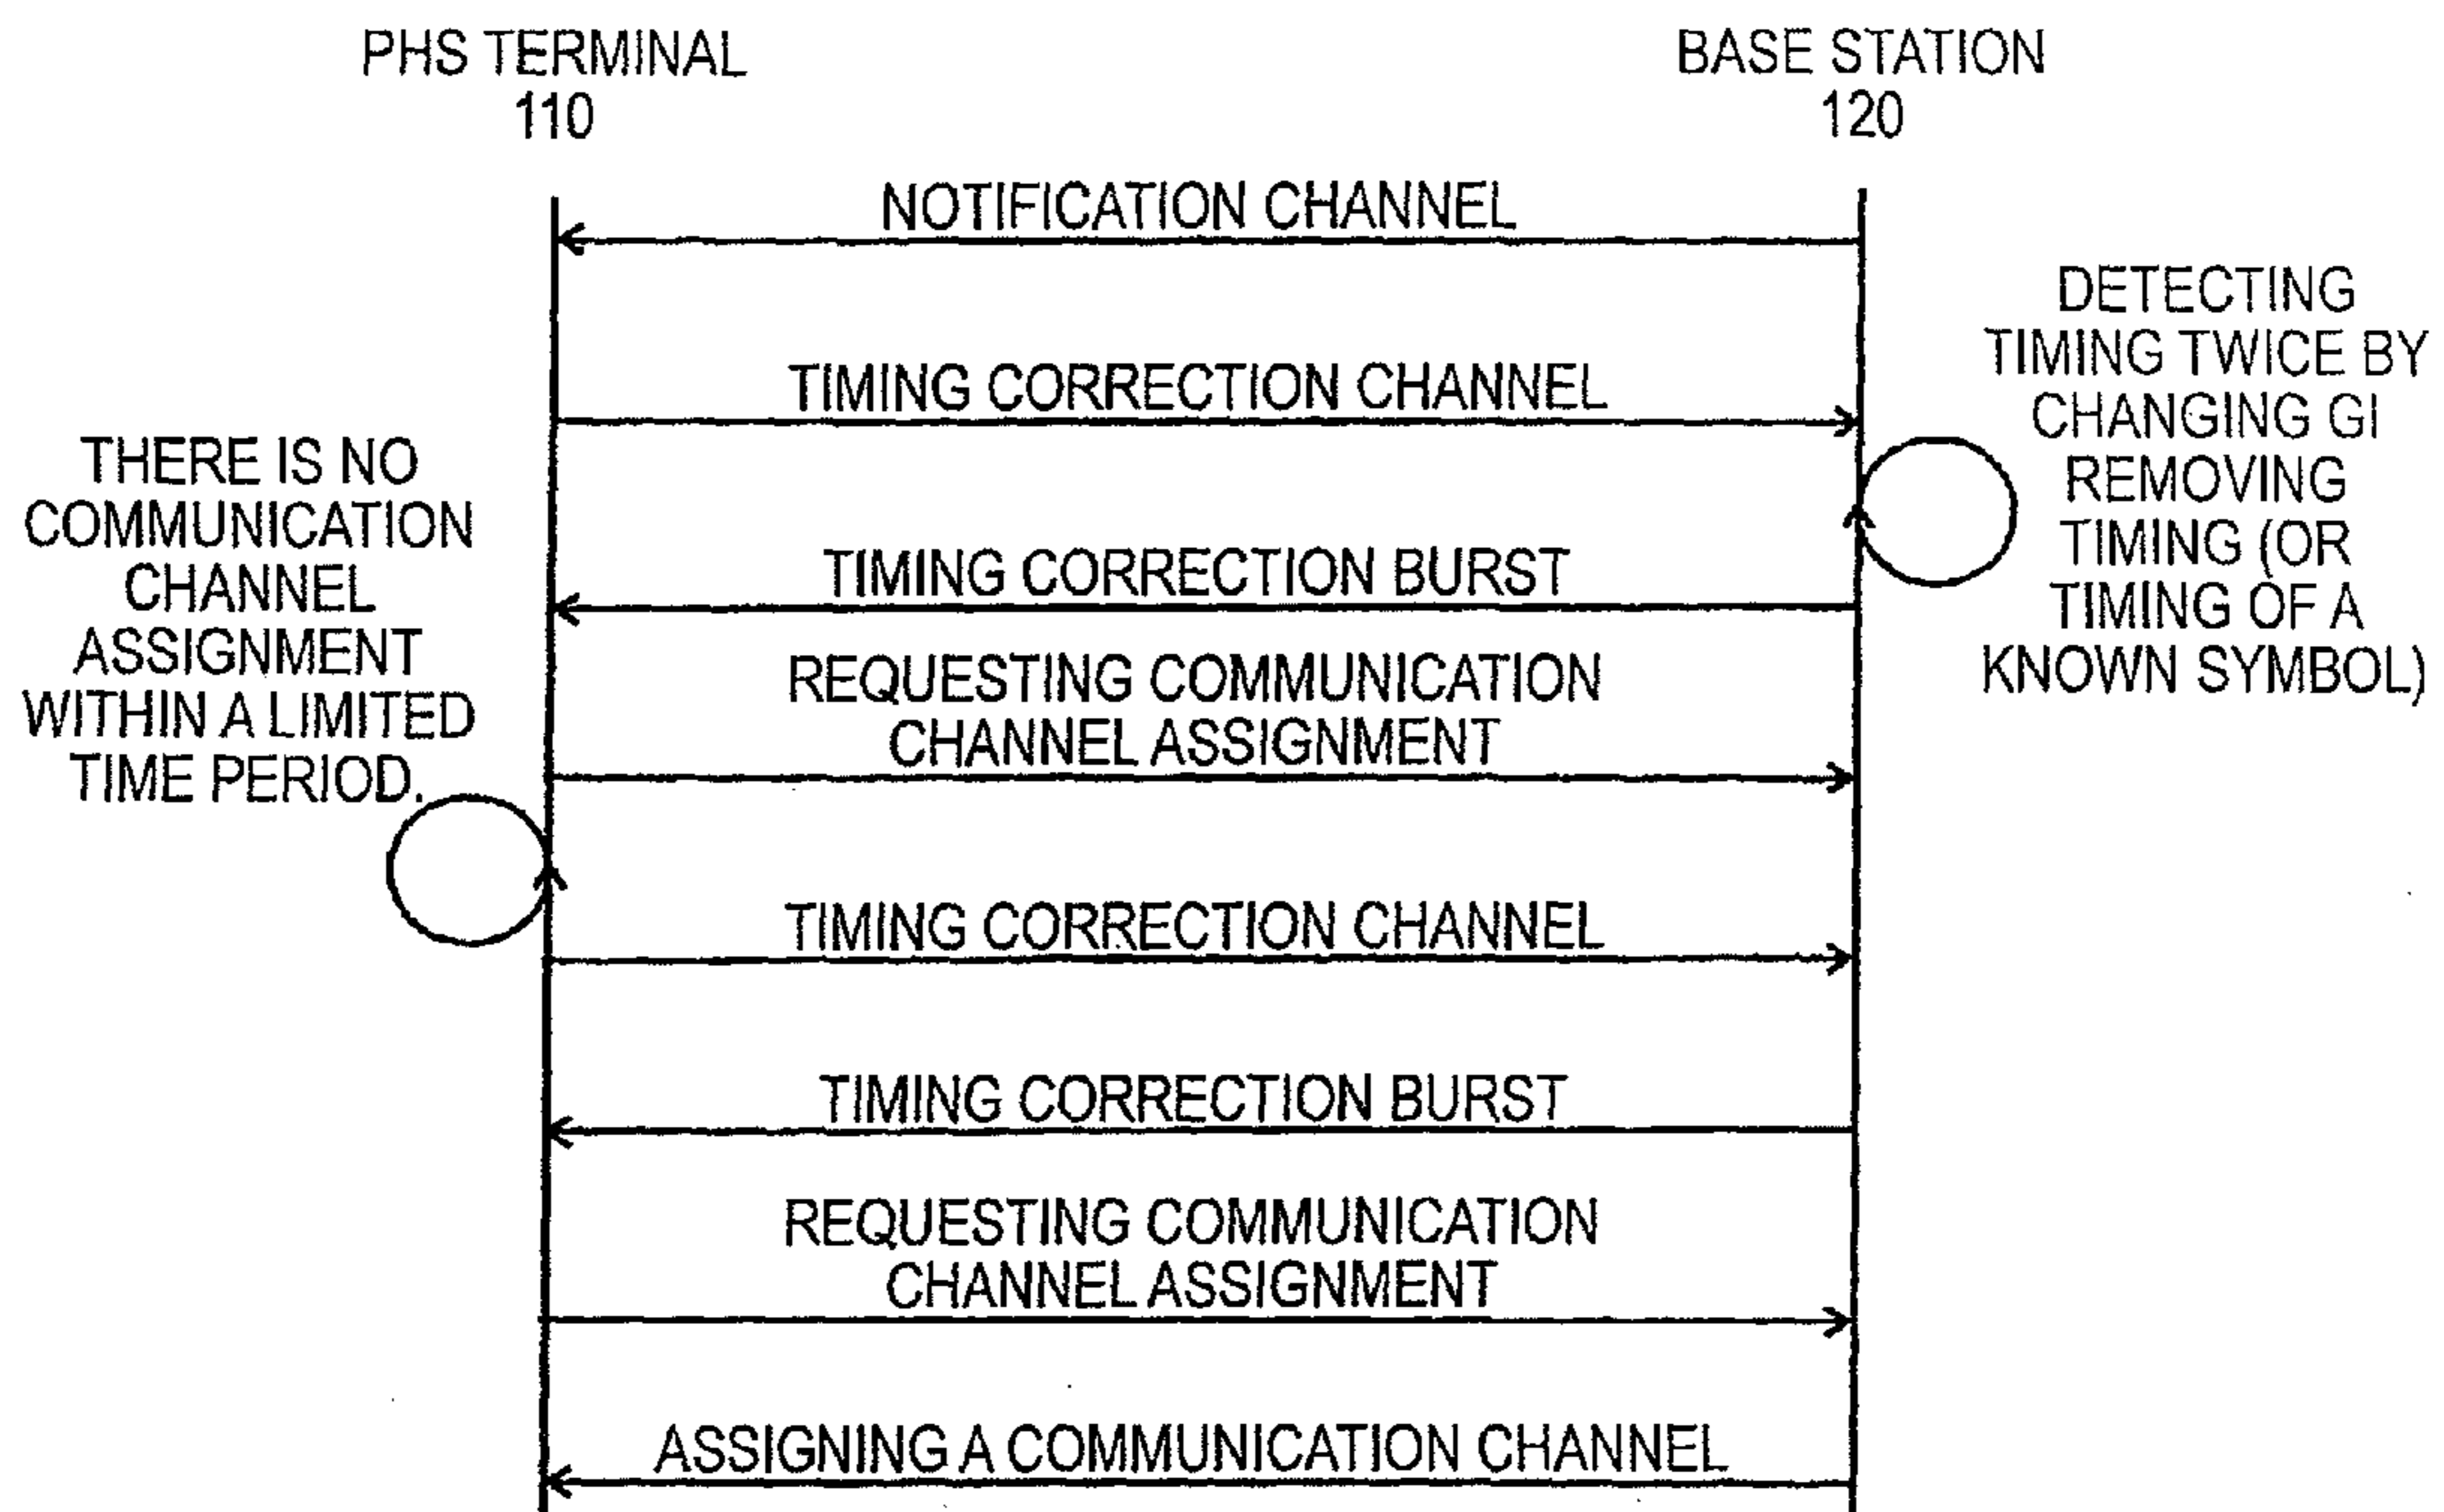 PHS TERMINAL
110
BASE STATION
120
NOTIFICATION CHANNEL
DETECTING
TIMING TWICE BY
CHANGING GI
REMOVING
TIMING (OR
TIMING OF A
KNOWN SYMBOL)
TIMING CORRECTION CHANNEL
THERE IS NO
COMMUNICATION
CHANNEL
ASSIGNMENT
WITHIN A LIMITED
TIME PERIOD.
TIMING CORRECTION BURST
REQUESTING COMMUNICATION
CHANNEL ASSIGNMENT
TIMING CORRECTION CHANNEL
TIMING CORRECTION BURST
REQUESTING COMMUNICATION
CHANNEL ASSIGNMENT
ASSIGNING A COMMUNICATION CHANNEL